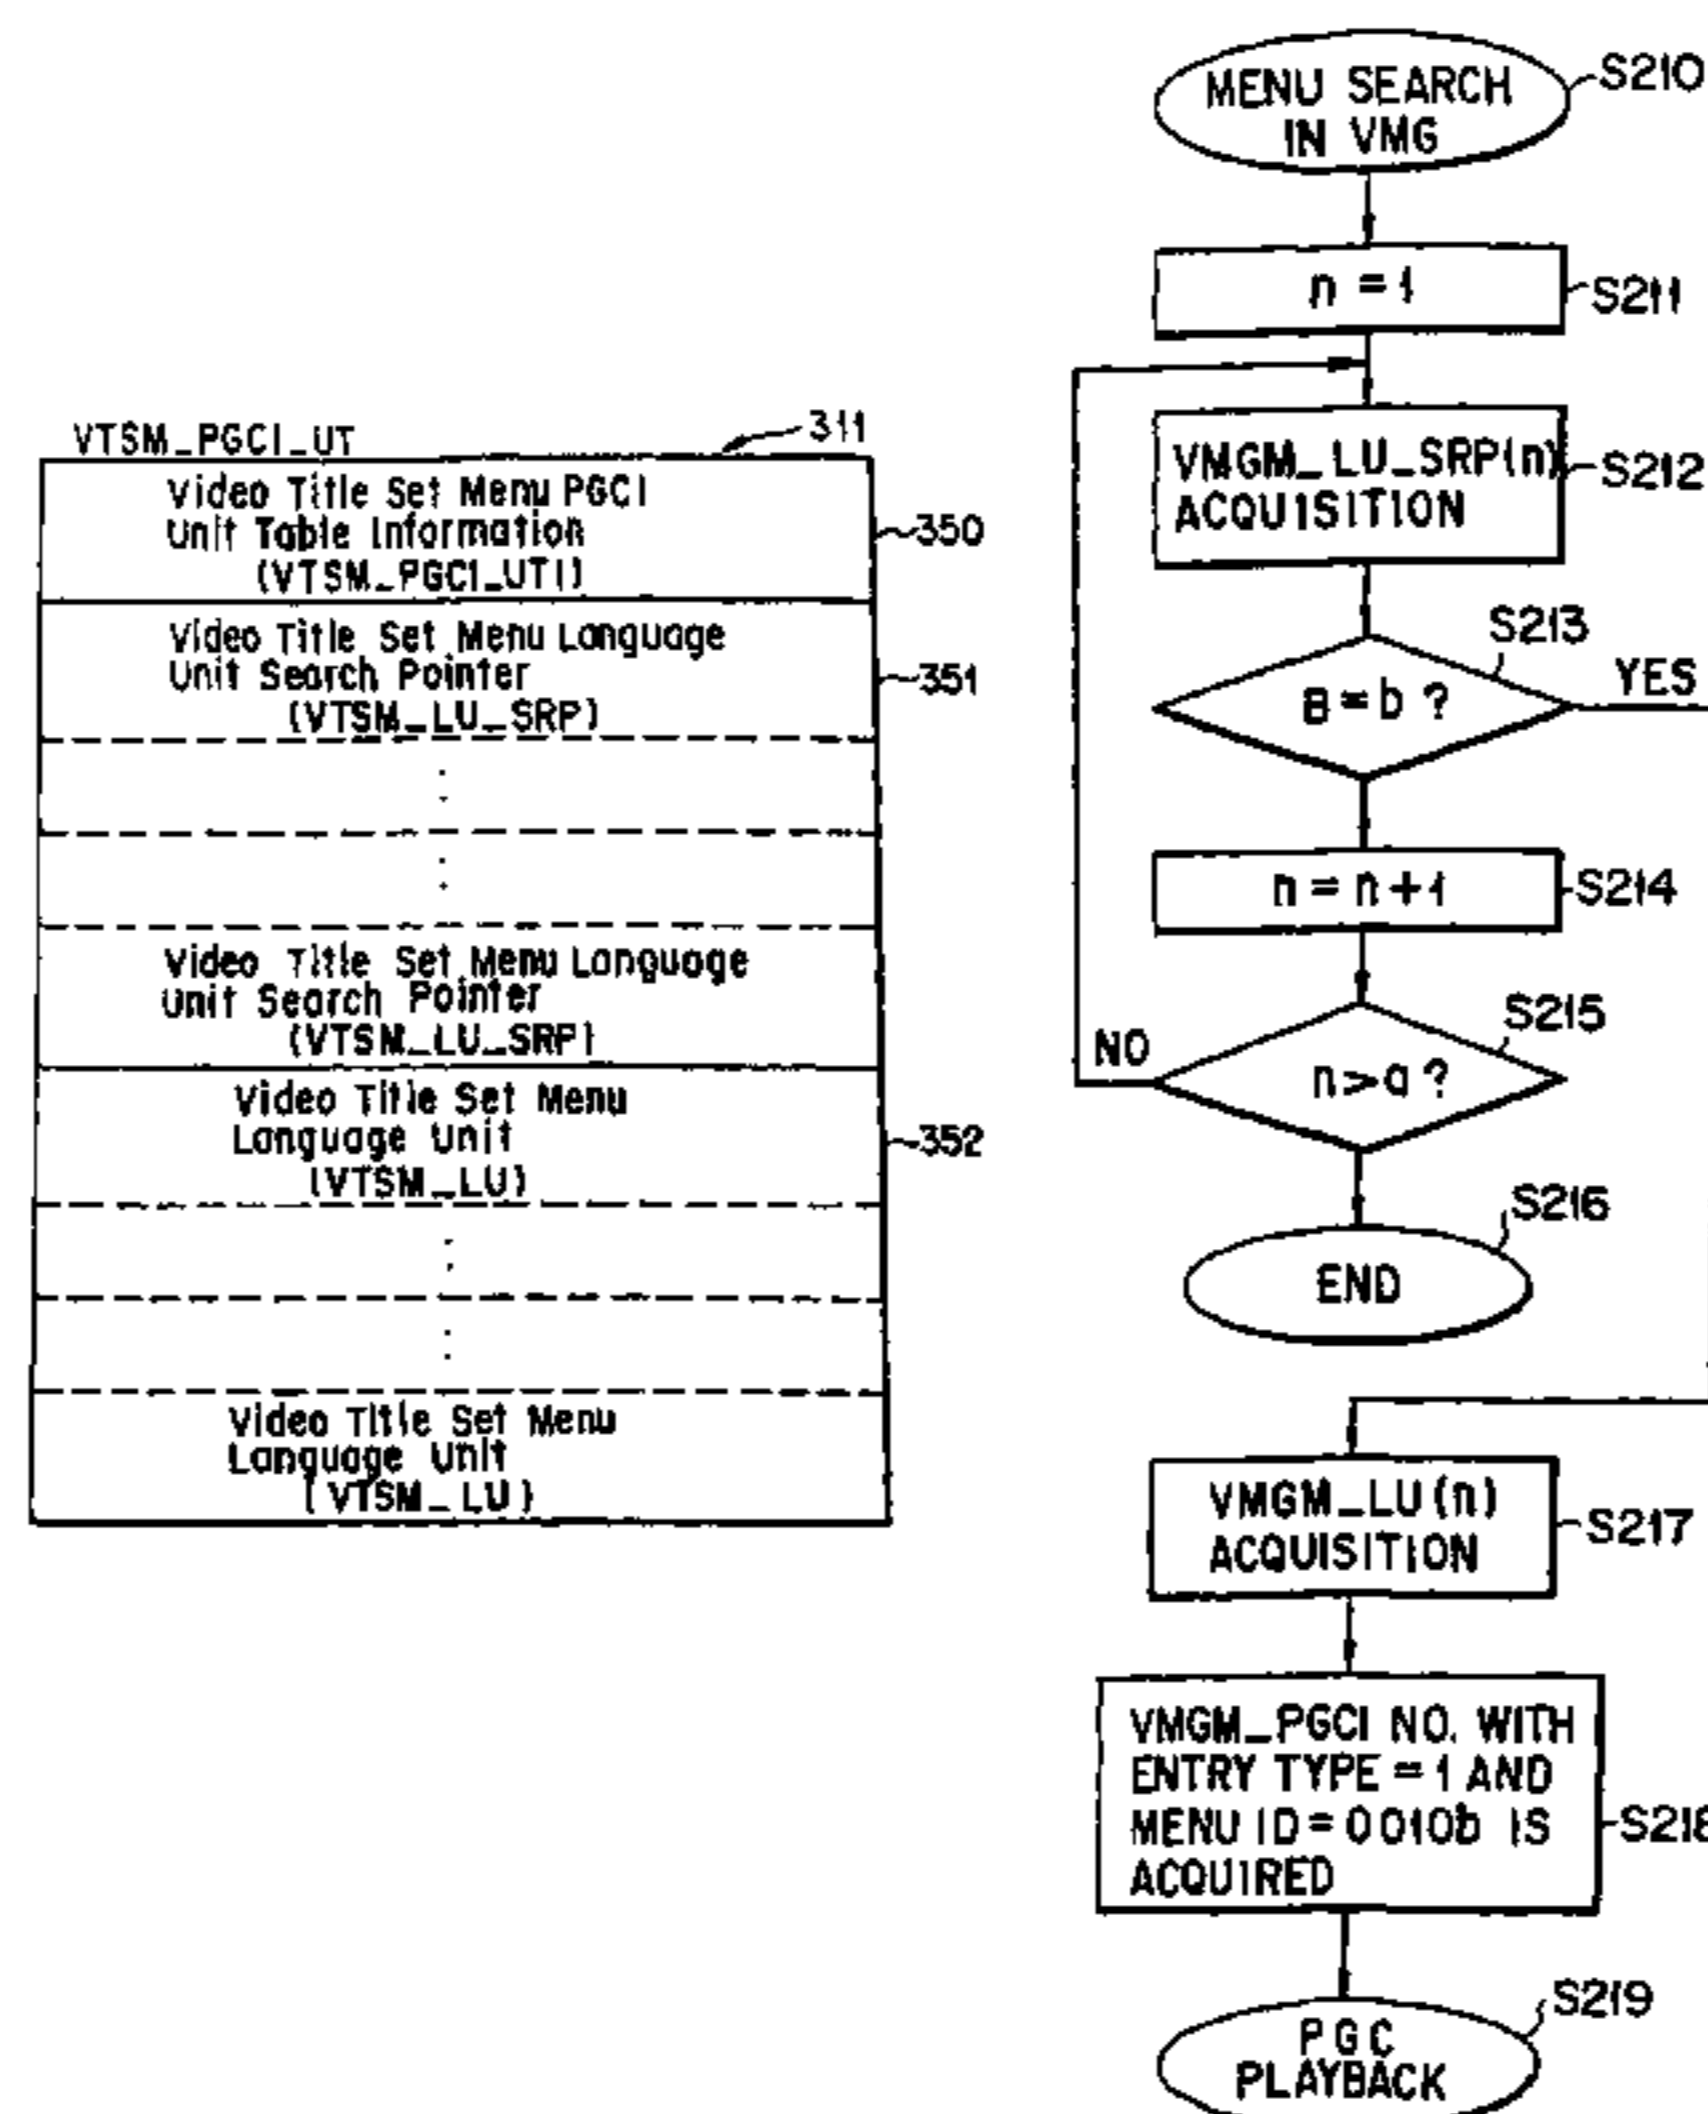 VTSM_PGCI_UT
311
Video Title Set Menu PGCI
Unit Table Information
(VTSM_PGCI_UTI)
350
Video Title Set Menu Language
Unit Search Pointer
(VTSM_LU_SRP)
351
Video Title Set Menu Language
Unit Search Pointer
(VTSM_LU_SRP)
Video Title Set Menu
Language Unit
(VTSM_LU)
352
Video Title Set Menu
Language Unit
(VTSM_LU)
MENU SEARCH
IN VMG
S210
n = 1
S211
VMGM_LU_SRP(n)
ACQUISITION
S212
S213
a = b ?
YES
n = n + 1
S214
S215
n > a ?
NO
S216
END
VMGM_LU (n)
ACQUISITION
S217
VMGM_PGCI NO. WITH
ENTRY TYPE = 1 AND
MENU ID = 0010b IS
ACQUIRED
S218
S219
PGC
PLAYBACK